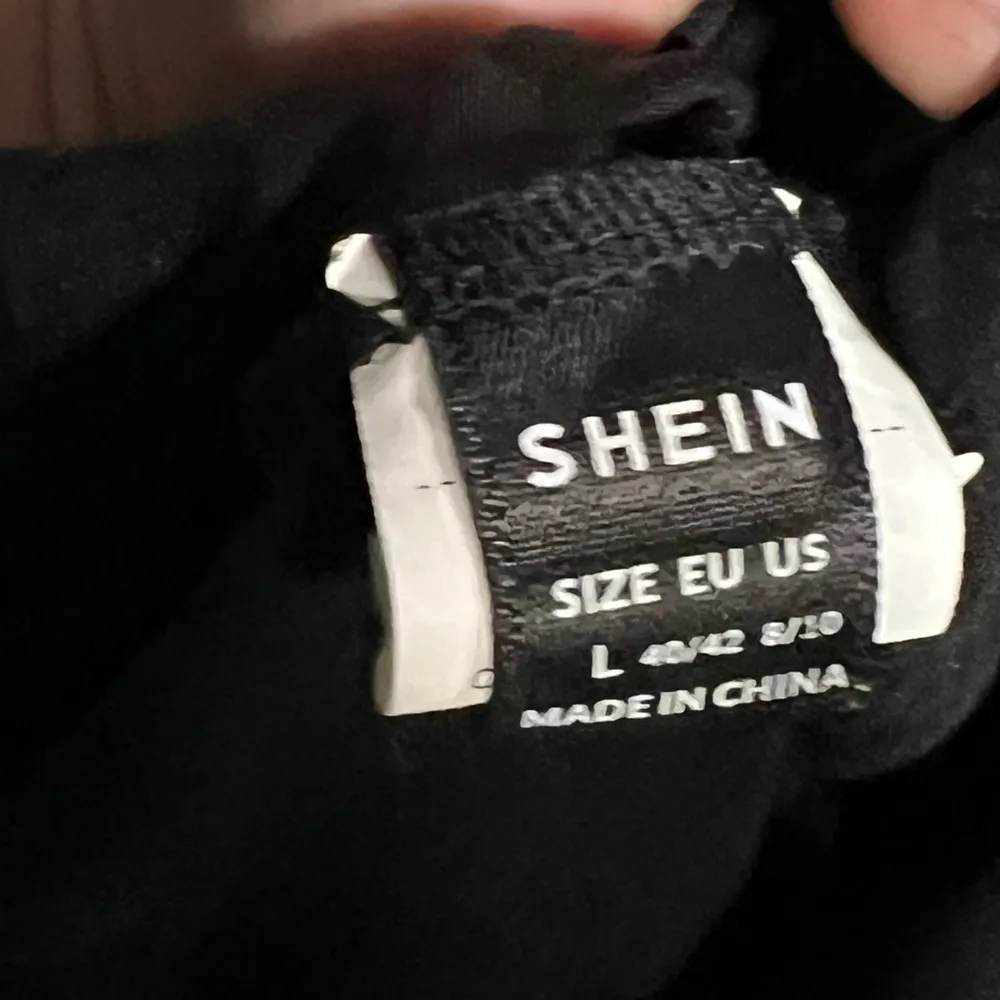 SHEIN
SIZE EU US
L 40/42 8/10
MADE IN CHINA